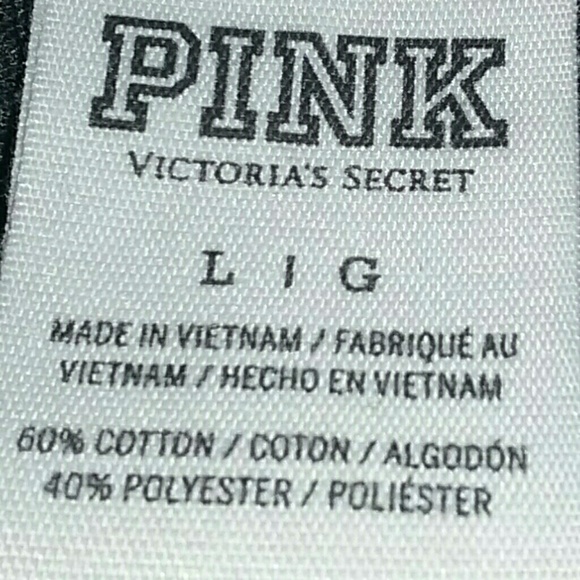 PINK
VICTORIA'S SECRET
L I G
MADE IN VIETNAM / FABRIQUÉ AU
VIETNAM / HECHO EN VIETNAM
60% COTTON / COTON / ALGODÓN
40% POLYESTER / POLIÉSTER